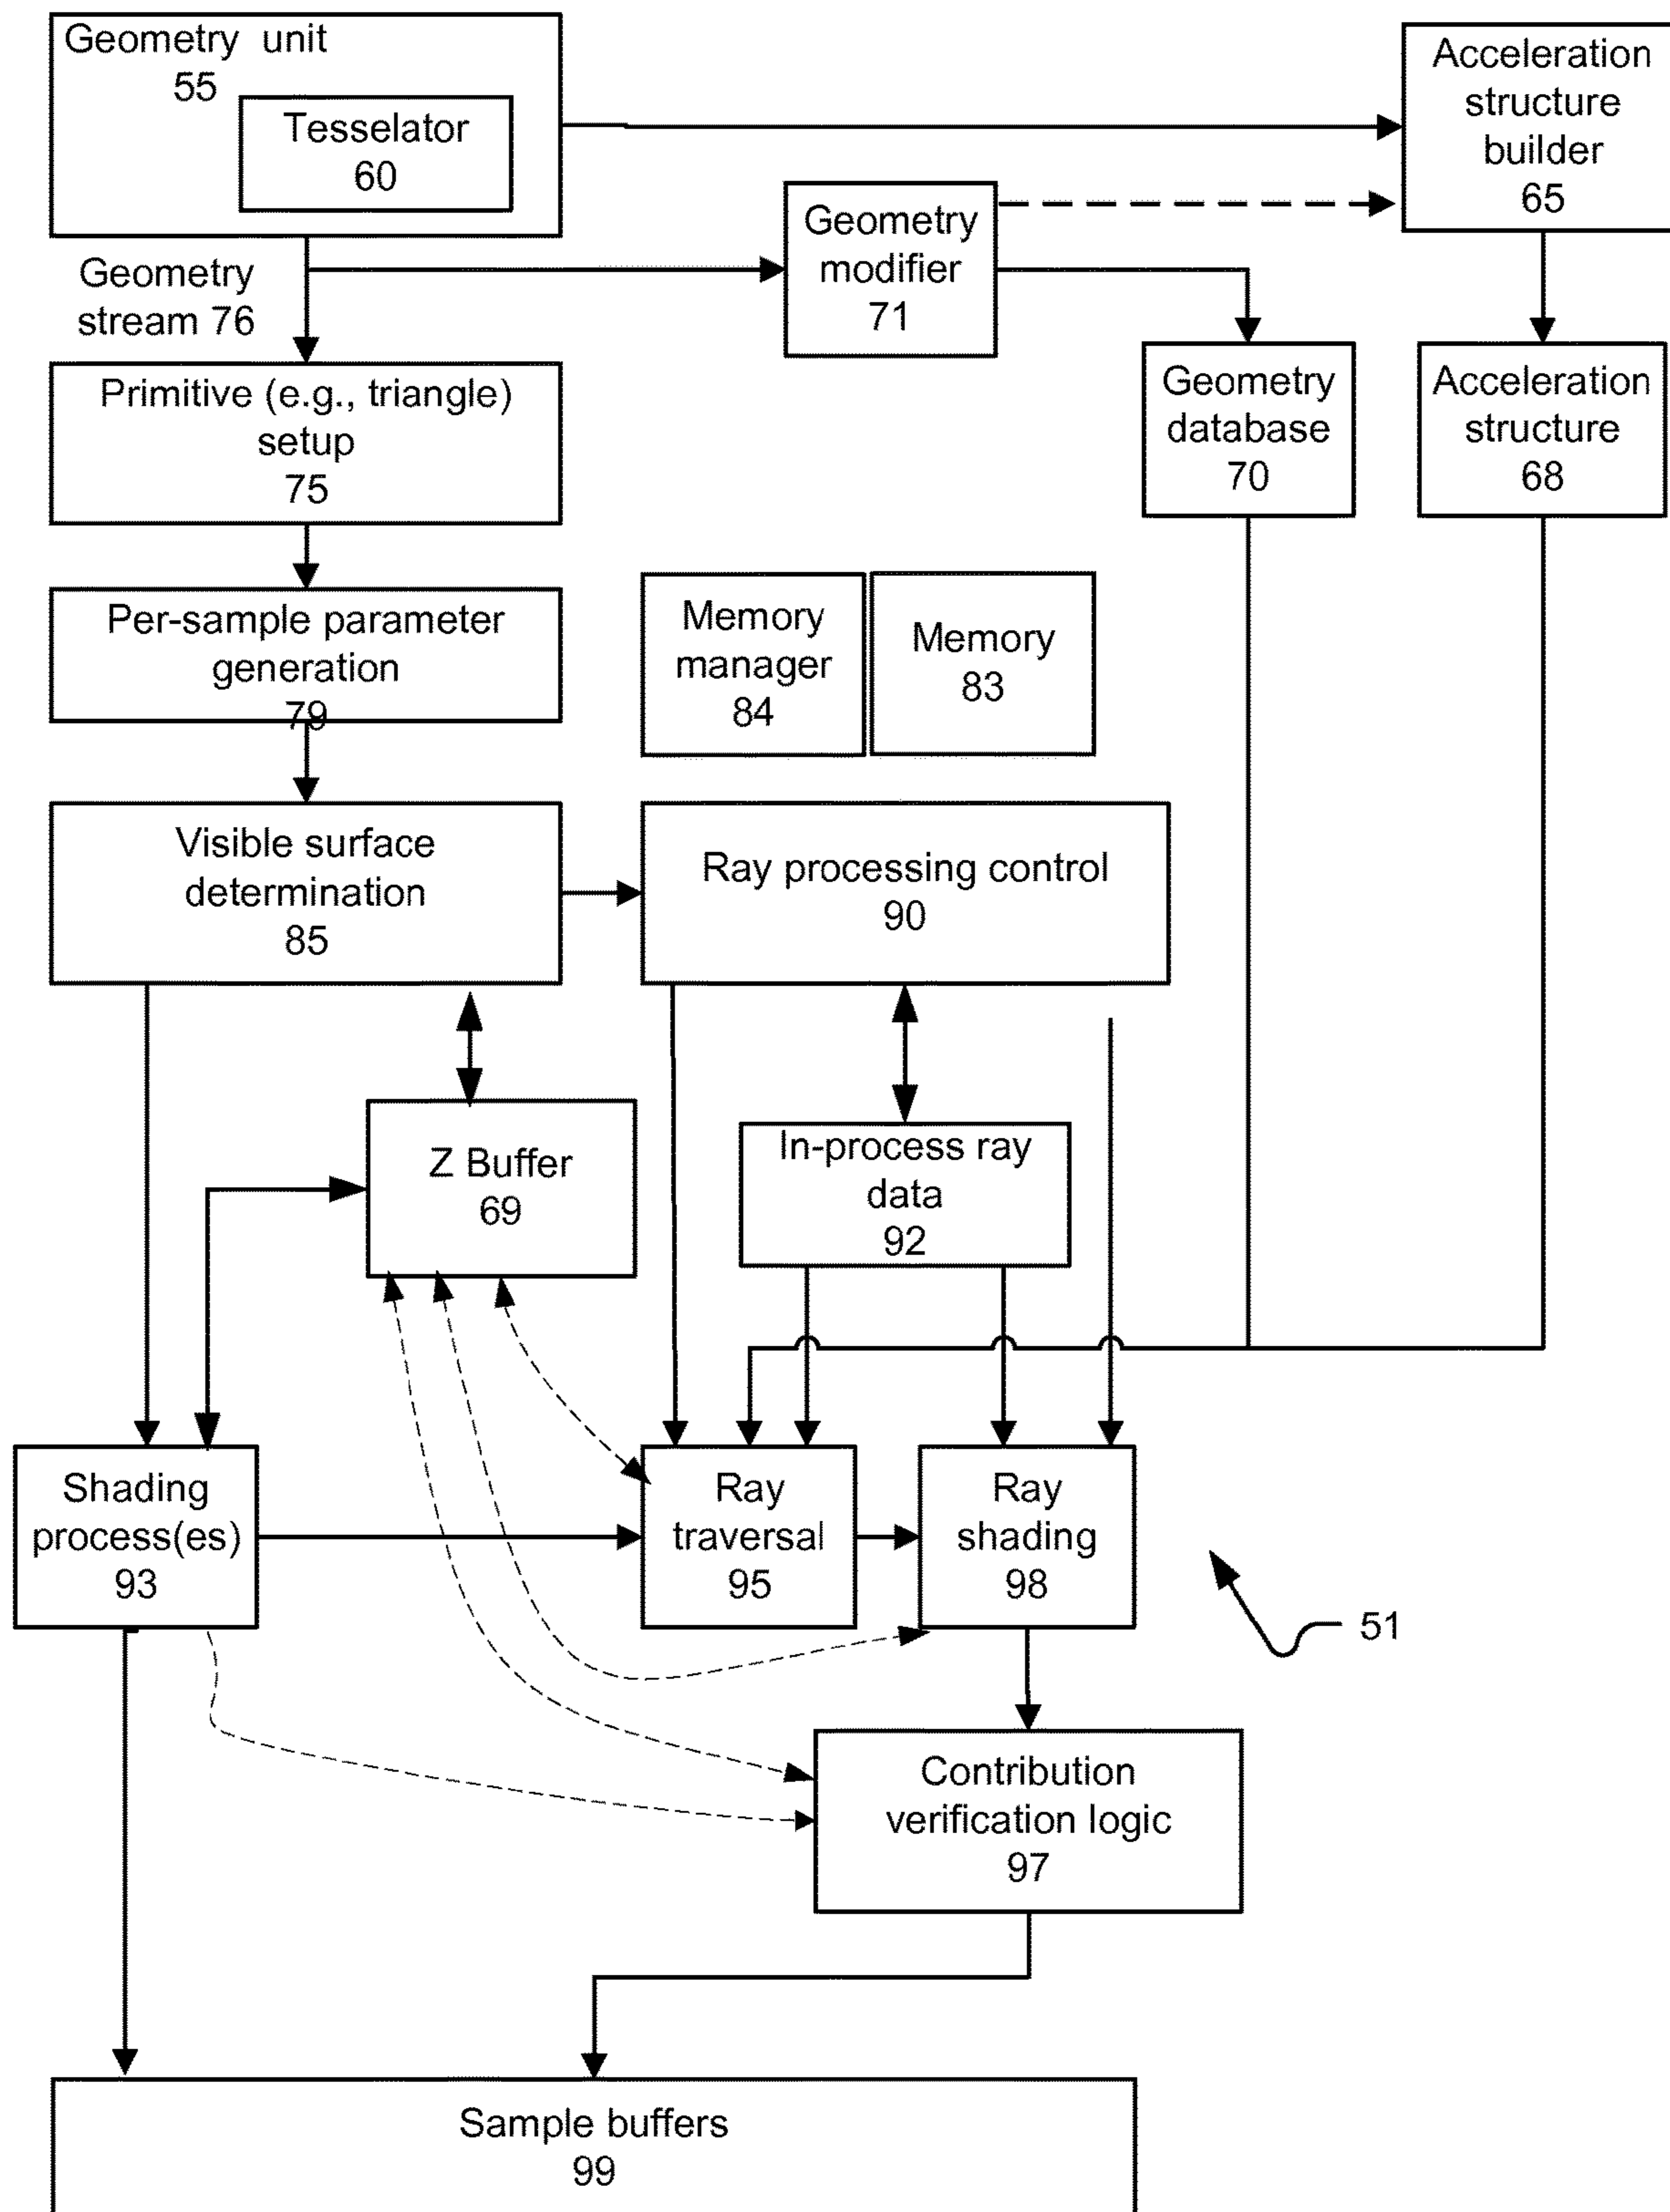 Geometry unit
55
Tesselator
60
Acceleration
structure
builder
65
Geometry
modifier
71
Geometry
stream 76
Primitive (e.g., triangle)
setup
75
Geometry
database
70
Acceleration
structure
68
Per-sample parameter
generation
79
Memory
manager
84
Memory
83
Visible surface
determination
85
Ray processing control
90
Z Buffer
69
In-process ray
data
92
Shading
process(es)
93
Ray
traversal
95
Ray
shading
98
51
Contribution
verification logic
97
Sample buffers
99